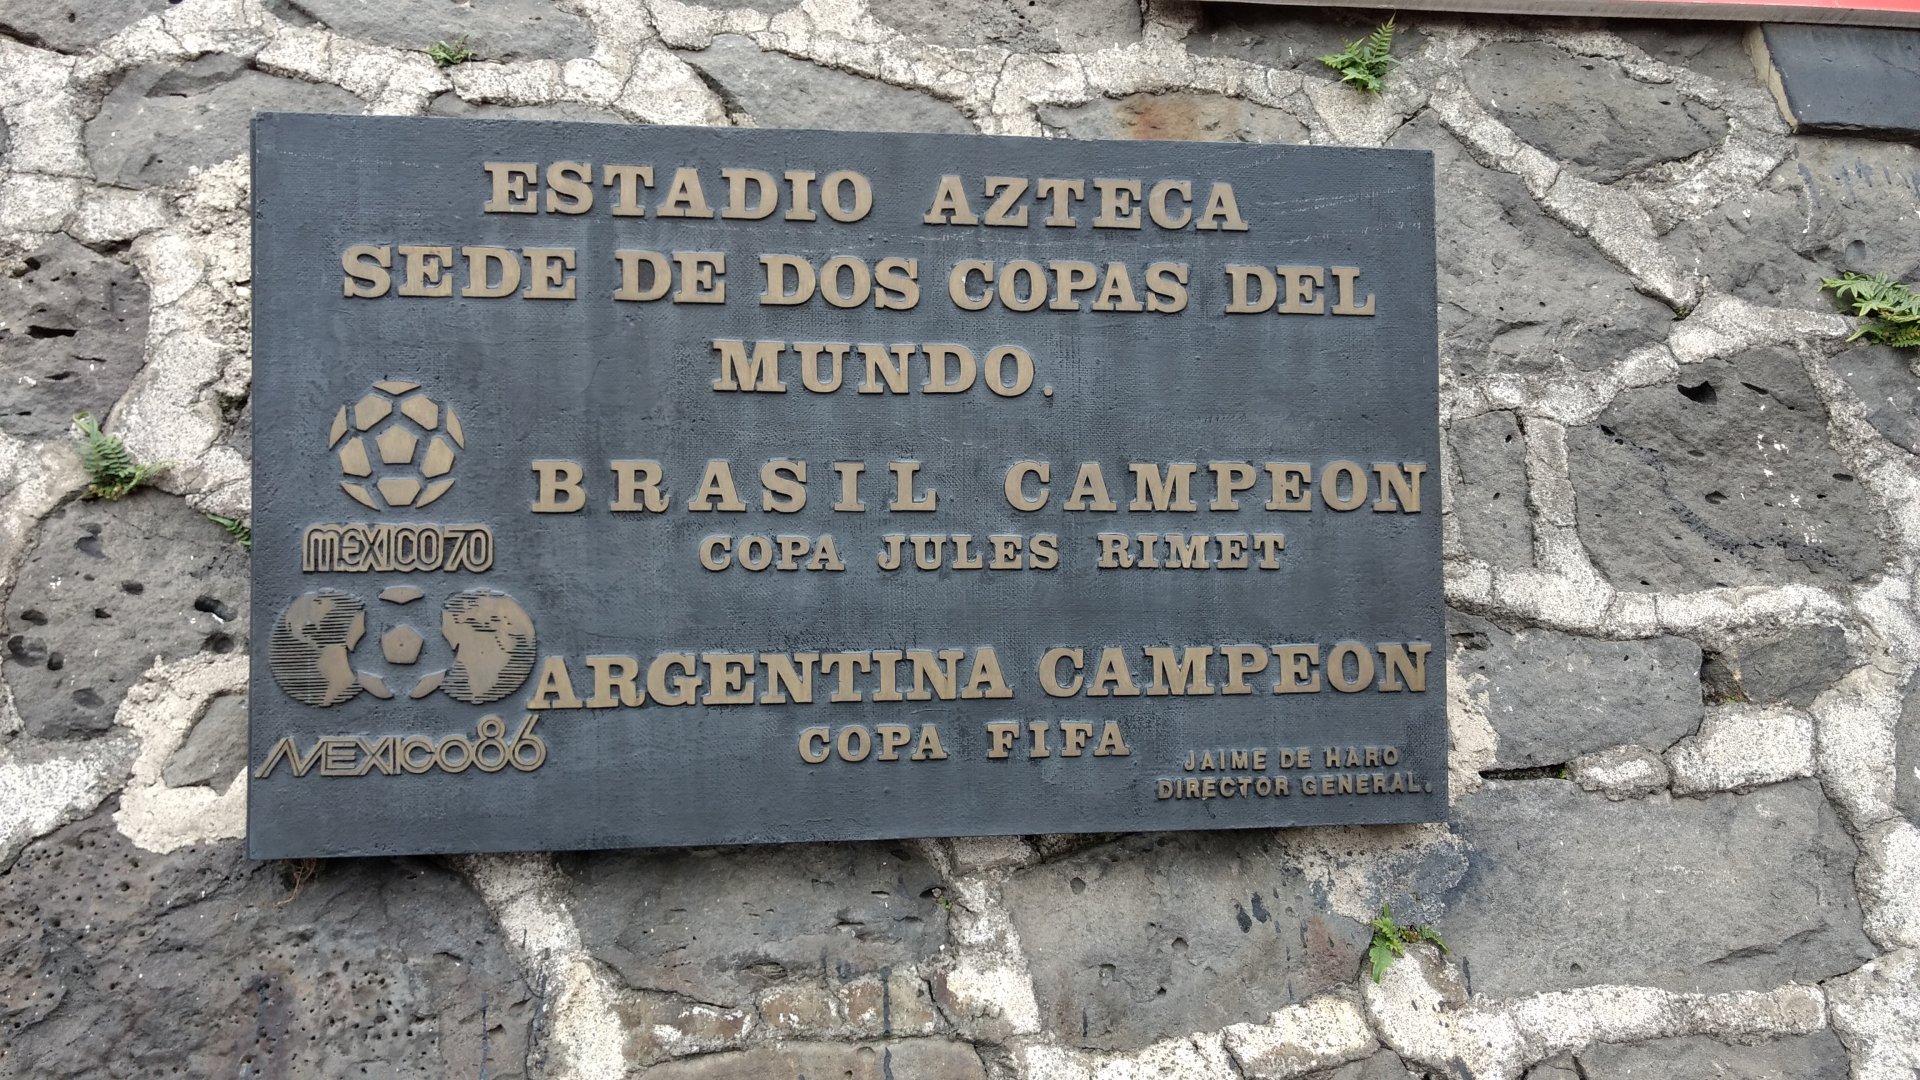 ESTADIO AZTECA
SEDE DE DOS COPAS DEL
MUNDO.
BRASIL CAMPEON
COPA JULES RIMET
MEXICO70
ARGENTINA CAMPEON
COPA FIFA
MEXICO86
JAIME DE HARO
DIRECTOR GENERAL.